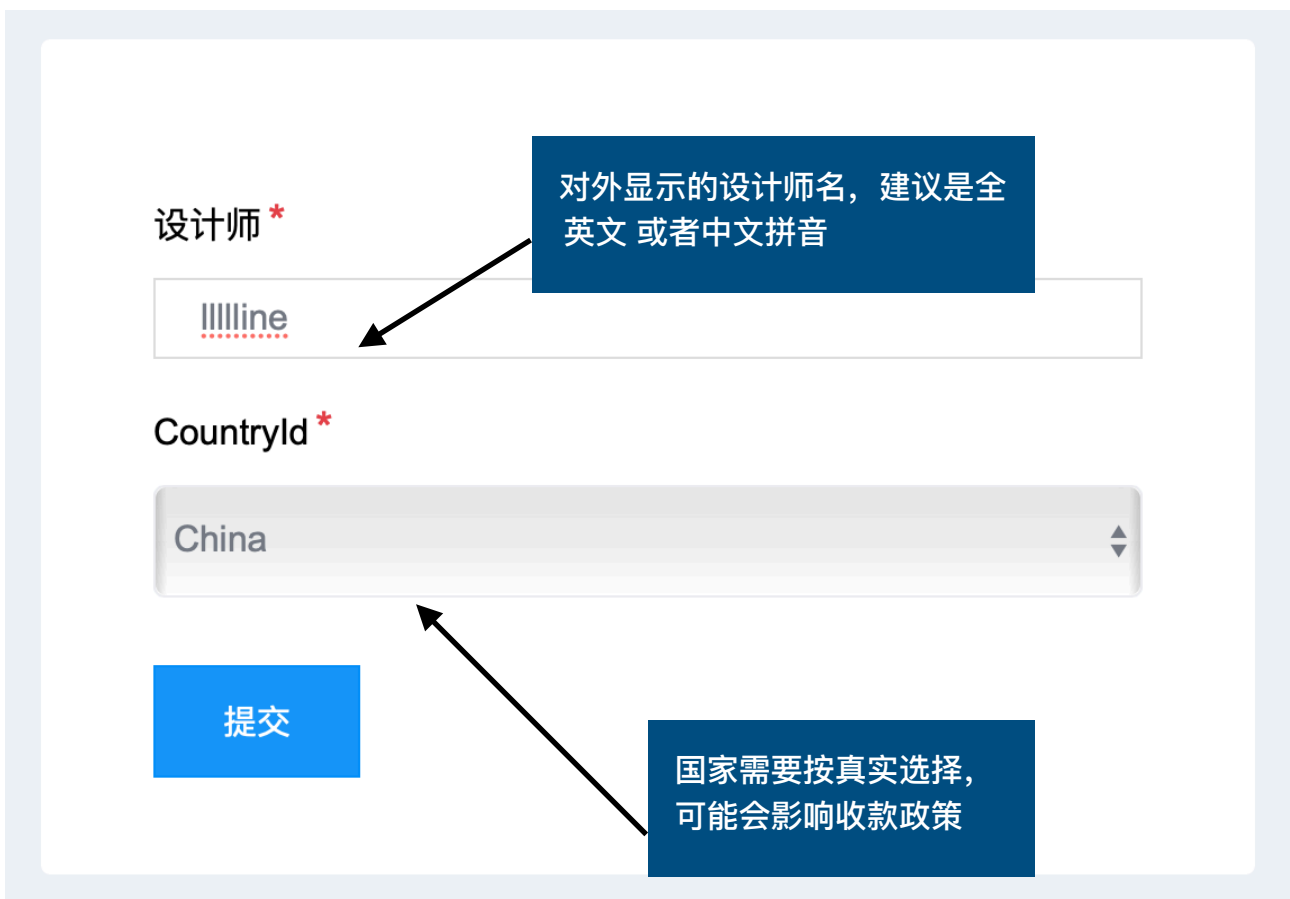 对外显示的设计师名，建议是全
英文 或者中文拼音
设计师 *
lllllline
CountryId *
China
提交
国家需要按真实选择，
可能会影响收款政策